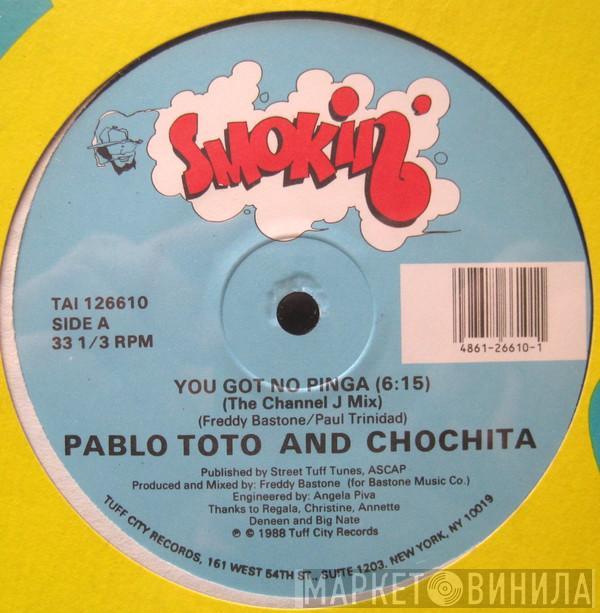 SMOKIN'
TAI 126610
SIDE A
33 1/3 RPM
4861-26610-1
YOU GOT NO PINGA (6:15)
(The Channel J Mix)
(Freddy Bastone/Paul Trinidad)
PABLO TOTO AND CHOCHITA
Published by Street Tuff Tunes, ASCAP
Produced and Mixed by: Freddy Bastone (for Bastone Music Co.)
Engineered by: Angela Piva
Thanks to Regala, Christine, Annette
Deneen and Big Nate
℗ © 1988 Tuff City Records
TUFF CITY RECORDS, 161 WEST 54TH ST., SUITE 1203, NEW YORK, NY 10019
МАРКЕТ ВИНИЛА